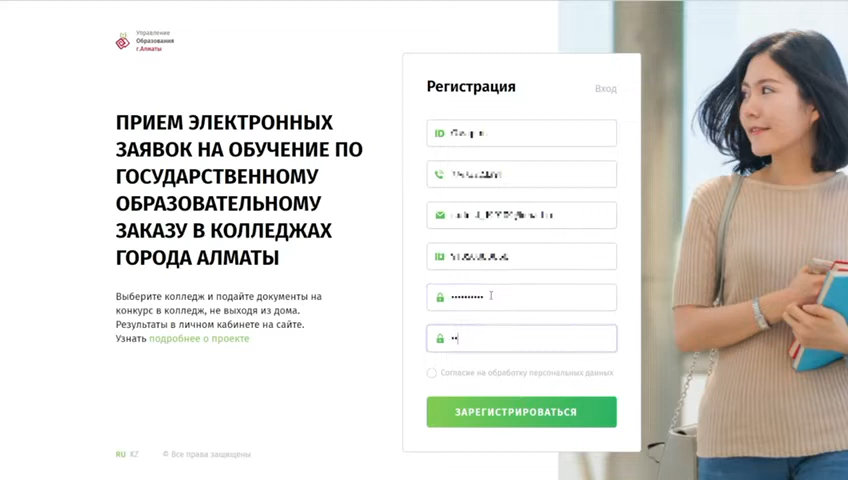 Управление
Образования
г.Алматы
ПРИЕМ ЭЛЕКТРОННЫХ
ЗАЯВОК НА ОБУЧЕНИЕ ПО
ГОСУДАРСТВЕННОМУ
ОБРАЗОВАТЕЛЬНОМУ
ЗАКАЗУ В КОЛЛЕДЖАХ
ГОРОДА АЛМАТЫ
Выберите колледж и подайте документы на
конкурс в колледж, не выходя из дома.
Результаты в личном кабинете на сайте.
Узнать подробнее о проекте
RU KZ © Все права защищены
Регистрация Вход
ID
ID
Согласие на обработку персональных данных
ЗАРЕГИСТРИРОВАТЬСЯ